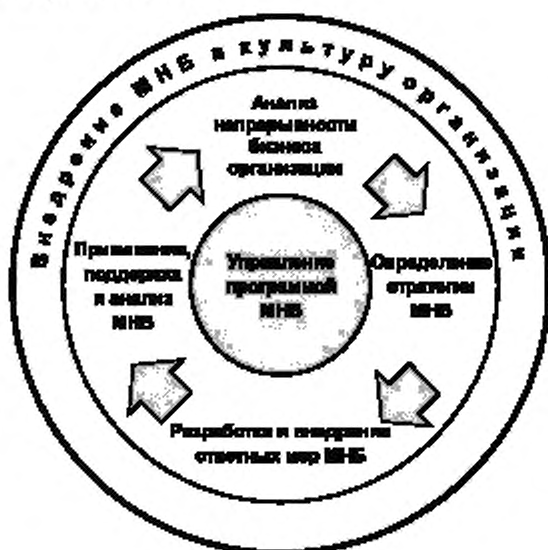 Внедрение МНБ в культуру организации
Анализ
непрерывности
бизнеса
организации
Применение,
поддержка
и анализ
МНБ
Управление
программой
МНБ
Определение
стратегии
МНБ
Разработка и внедрение
ответных мер МНБ